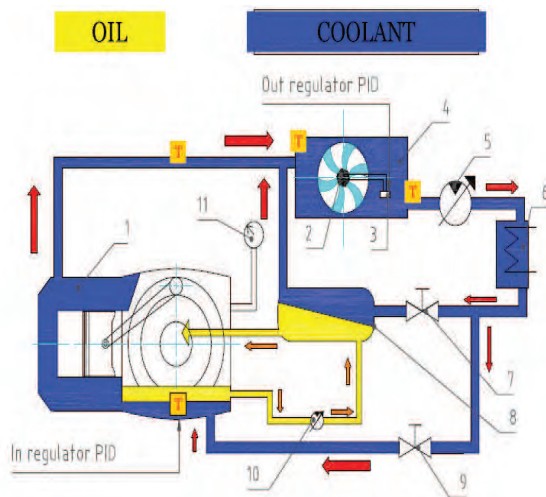 OIL
COOLANT
Out regulator PID
4
5
T
T
6
11
T
1
2
3
7
T
8
In regulator PID
10
9